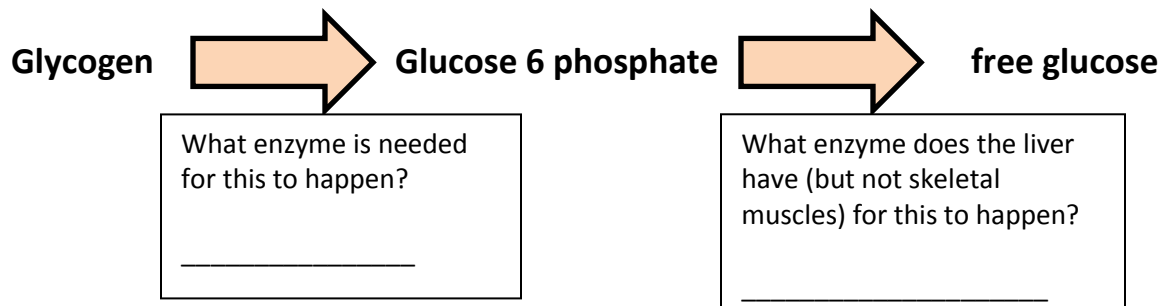 Glycogen Glucose 6 phosphate free glucose
What enzyme is needed
for this to happen?
________________
What enzyme does the liver
have (but not skeletal
muscles) for this to happen?
_____________________